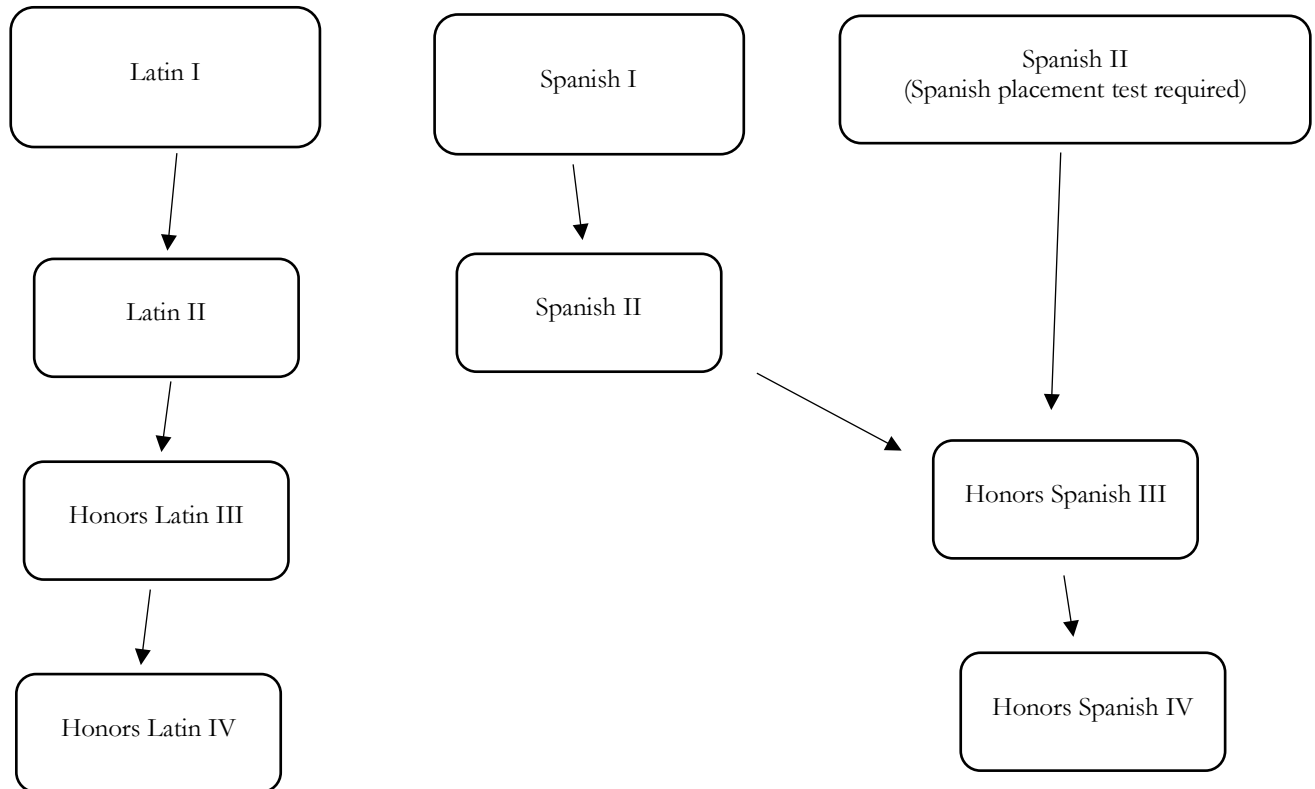 Latin I
Spanish I
Spanish II
(Spanish placement test required)
Latin II
Spanish II
Honors Latin III
Honors Spanish III
Honors Latin IV
Honors Spanish IV